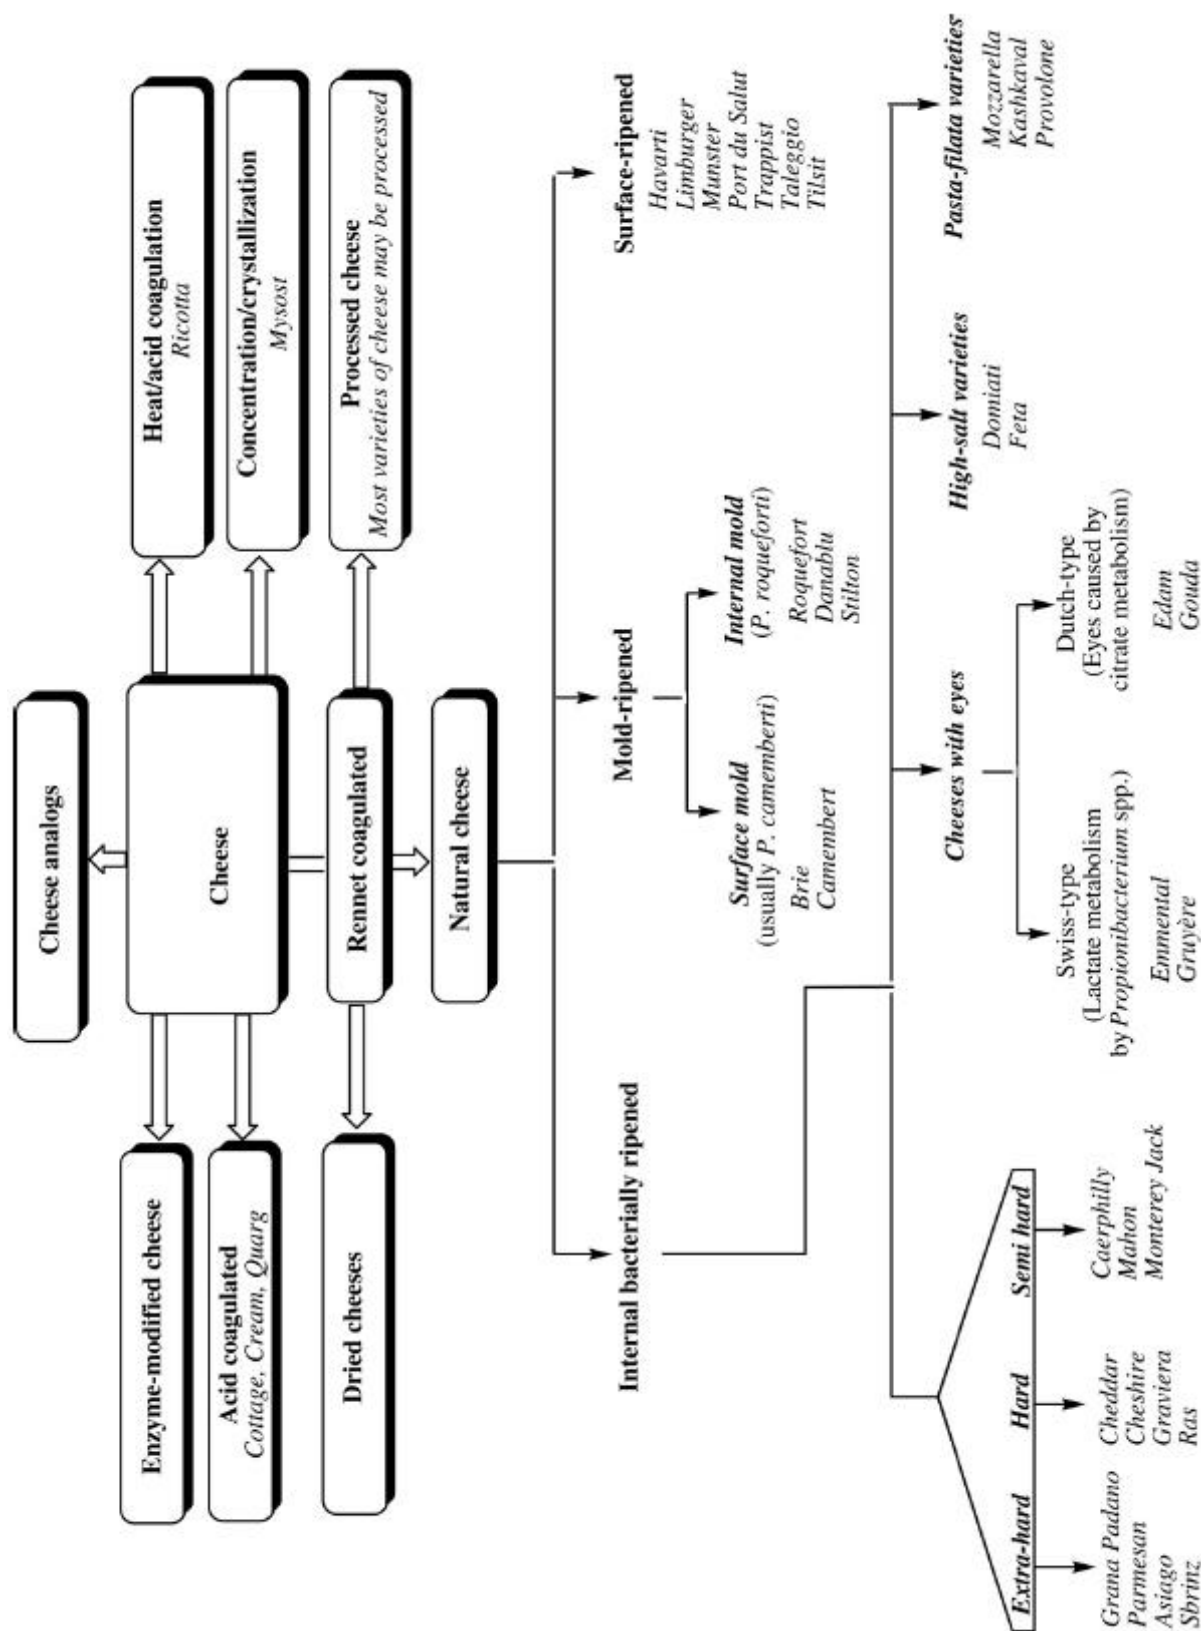 Cheese analogs
Enzyme-modified cheese
Heat/acid coagulation
Ricotta
Cheese
Acid coagulated
Cottage, Cream, Quarg
Concentration/crystallization
Mysost
Dried cheeses
Rennet coagulated
Processed cheese
Most varieties of cheese may be processed
Natural cheese
Internal bacterially ripened
Mold-ripened
Surface-ripened
Havarti
Limburger
Munster
Port du Salut
Trappist
Taleggio
Tilsit
Surface mold
(usually P. camemberti)
Brie
Camembert
Internal mold
(P. roqueforti)
Roquefort
Danablu
Stilton
Extra-hard
Grana Padano
Parmesan
Asiago
Sbrinz
Hard
Cheddar
Cheshire
Graviera
Ras
Semi hard
Caerphilly
Mahon
Monterey Jack
Cheeses with eyes
Swiss-type
(Lactate metabolism
by Propionibacterium spp.)
Emmental
Gruyère
Dutch-type
(Eyes caused by
citrate metabolism)
Edam
Gouda
High-salt varieties
Domiati
Feta
Pasta-filata varieties
Mozzarella
Kashkaval
Provolone